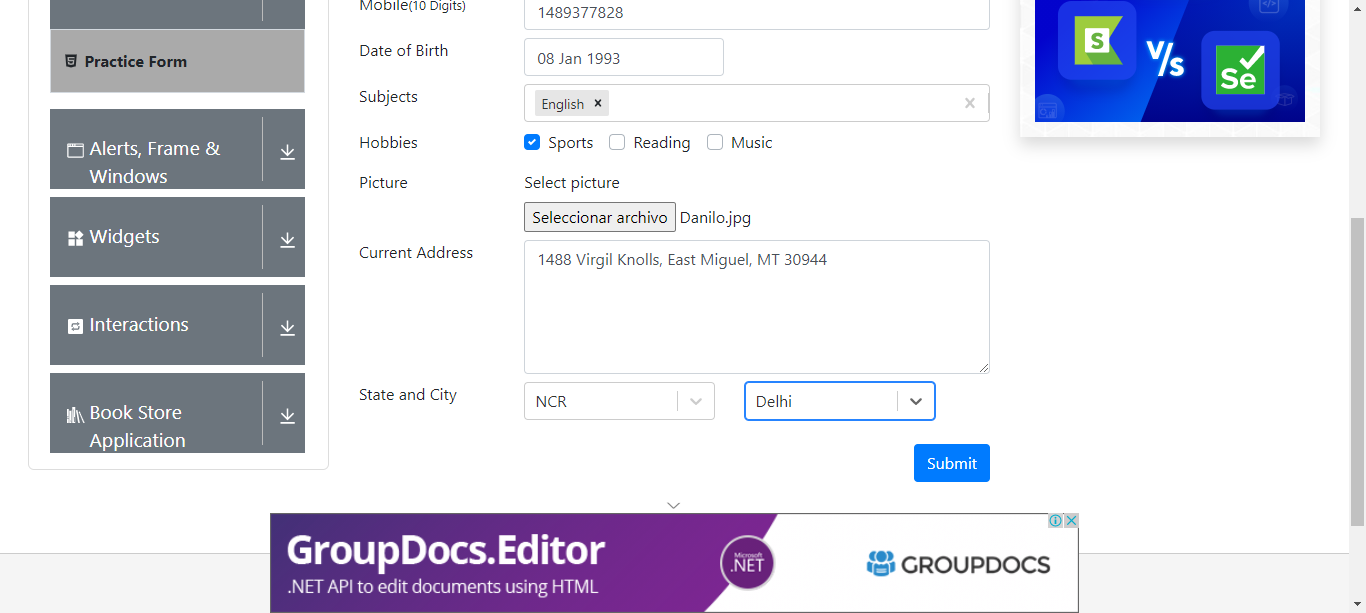 Practice Form
Alerts, Frame &
Windows
Widgets
Interactions
Book Store
Application
Mobile(10 Digits)
1489377828
Date of Birth
08 Jan 1993
Subjects
English ×
Hobbies
Sports Reading Music
Picture
Select picture
Seleccionar archivo Danilo.jpg
Current Address
1488 Virgil Knolls, East Miguel, MT 30944
State and City
NCR Delhi
Submit
S V/s Se
GroupDocs.Editor
.NET API to edit documents using HTML
Microsoft
.NET
GROUPDOCS